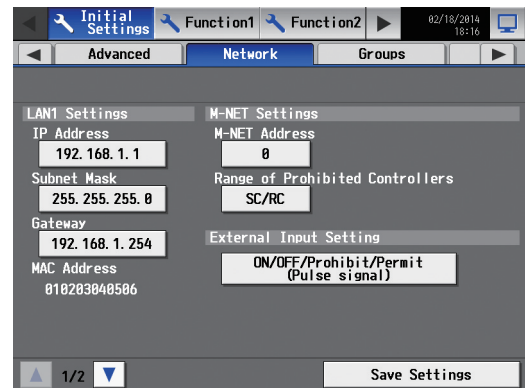 Initial Settings
Function1
Function2
02/18/2014
18:16
Advanced
Network
Groups
LAN1 Settings
IP Address
192.168.1.1
Subnet Mask
255.255.255.0
Gateway
192.168.1.254
MAC Address
010203040506
M-NET Settings
M-NET Address
0
Range of Prohibited Controllers
SC/RC
External Input Setting
ON/OFF/Prohibit/Permit
(Pulse signal)
1/2
Save Settings